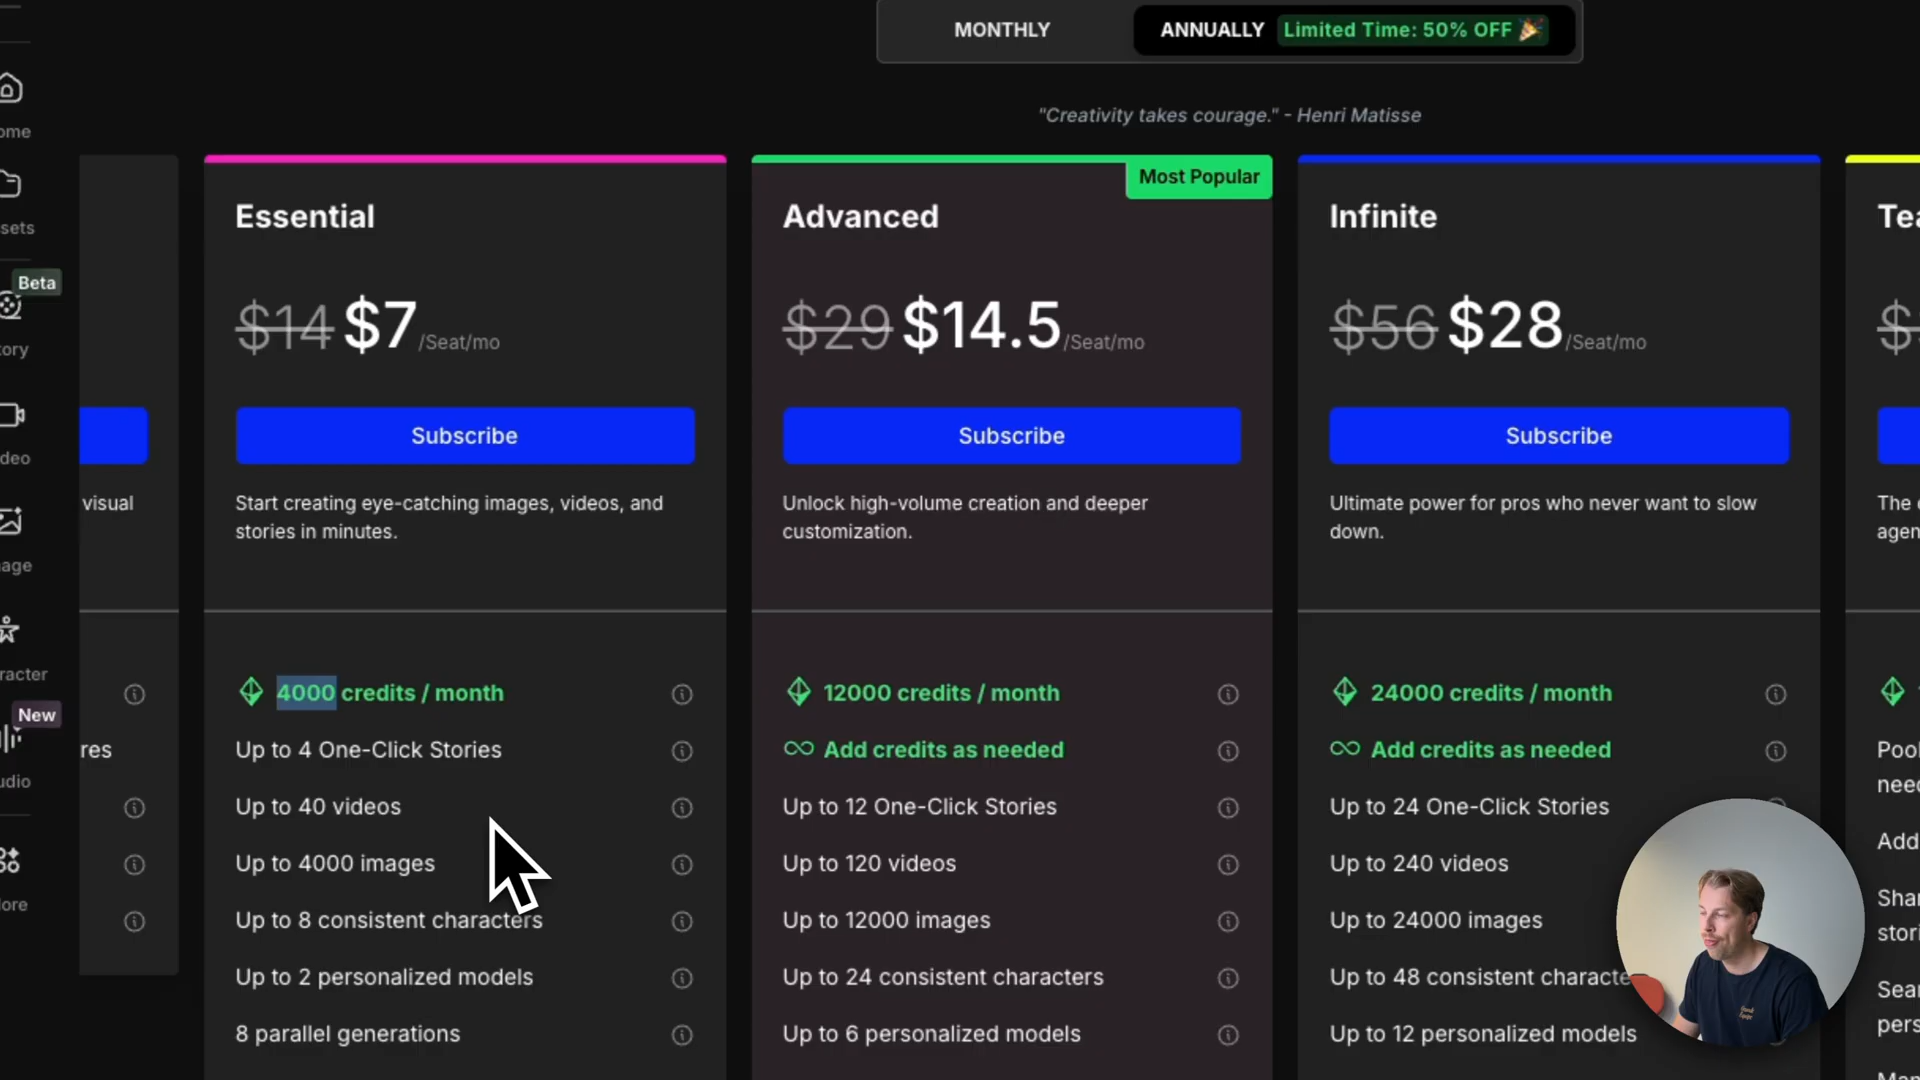 MONTHLY
ANNUALLY Limited Time: 50% OFF
"Creativity takes courage." - Henri Matisse
ome
sets
Beta
tory
deo
age
racter
New
udio
ore
visual
res
Essential
$14 $7/Seat/mo
Subscribe
Start creating eye-catching images, videos, and
stories in minutes.
4000 credits / month
Up to 4 One-Click Stories
Up to 40 videos
Up to 4000 images
Up to 8 consistent characters
Up to 2 personalized models
8 parallel generations
Most Popular
Advanced
$29 $14.5/Seat/mo
Subscribe
Unlock high-volume creation and deeper
customization.
12000 credits / month
Add credits as needed
Up to 12 One-Click Stories
Up to 120 videos
Up to 12000 images
Up to 24 consistent characters
Up to 6 personalized models
Infinite
$56 $28/Seat/mo
Subscribe
Ultimate power for pros who never want to slow
down.
24000 credits / month
Add credits as needed
Up to 24 One-Click Stories
Up to 240 videos
Up to 24000 images
Up to 48 consistent characte
Up to 12 personalized models
Tea
$
The
agen
Pool
nee
Add
Shar
stori
Sear
pers